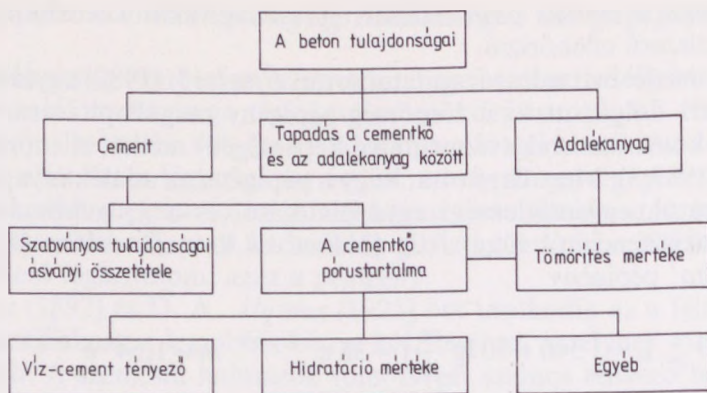 A beton tulajdonságai
Cement
Tapadás a cementkő
és az adalékanyag között
Adalékanyag
Szabványos tulajdonságai
ásványi összetétele
A cementkő
pórustartalma
Tömörítés mértéke
Víz-cement tényező
Hidratáció mértéke
Egyéb